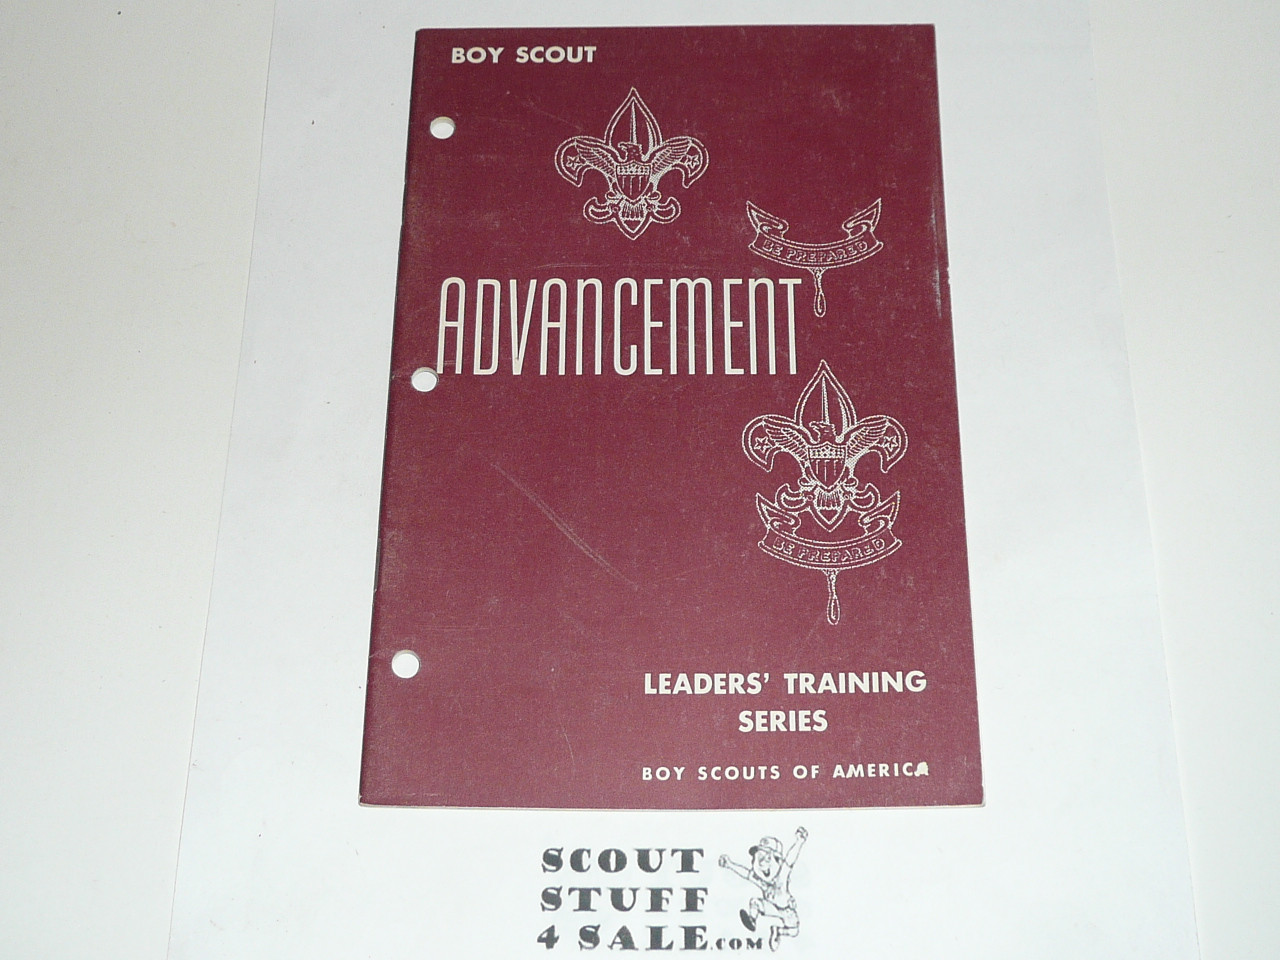 BOY SCOUT
BE PREPARED
ADVANCEMENT
BE PREPARED
LEADERS' TRAINING
SERIES
BOY SCOUTS OF AMERICA
SCOUT
STUFF
4 SALE.COM